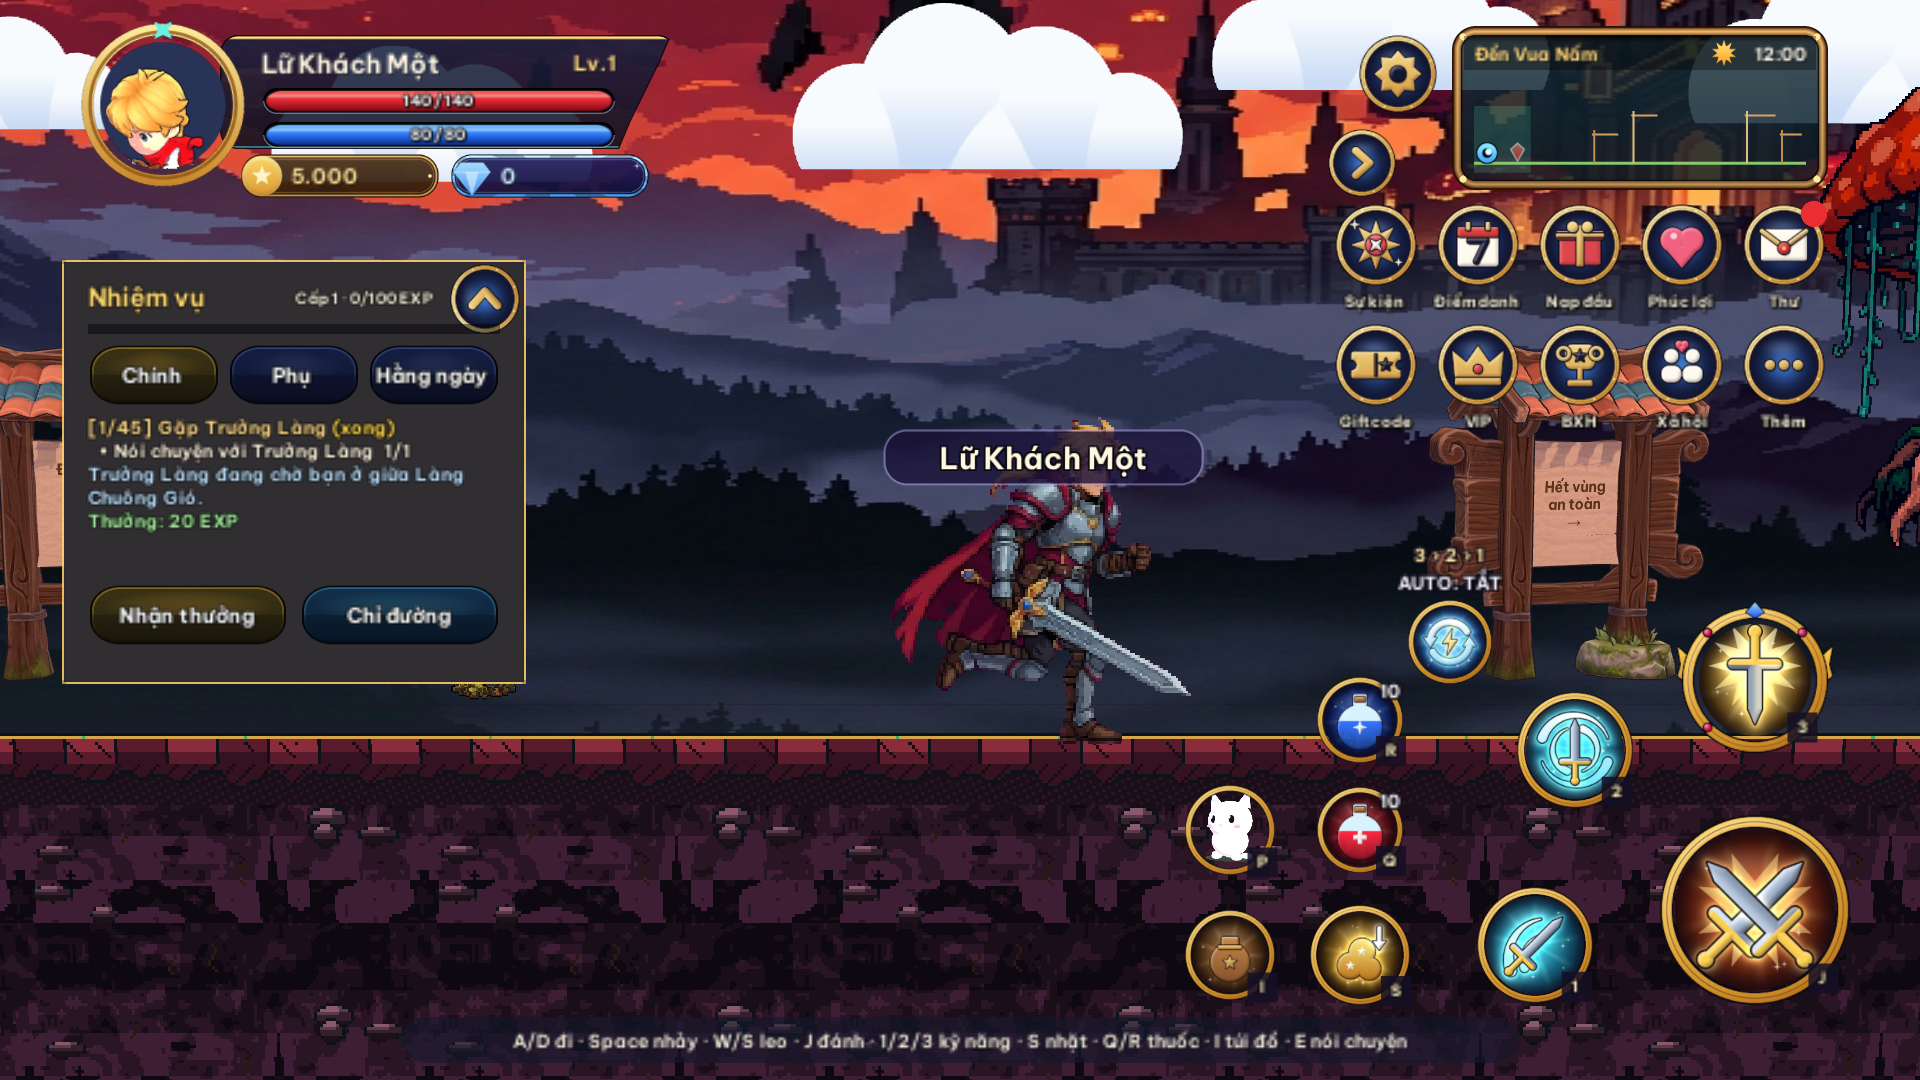 Lữ Khách Một
Lv.1
140/140
80/80
5.000
0
Đền Vua Nấm
12:00
Sự kiện
7
Điểm danh
Nạp đầu
Phúc lợi
Thư
Giftcode
VIP
BXH
Xã hội
Thêm
Nhiệm vụ
Cấp 1 - 0/100 EXP
Chính
Phụ
Hằng ngày
[1/45] Gặp Trưởng Làng (xong)
• Nói chuyện với Trưởng Làng 1/1
Trưởng Làng đang chờ bạn ở giữa Làng
Chuông Gió.
Thưởng: 20 EXP
Nhận thưởng
Chỉ đường
Lữ Khách Một
Hết vùng
an toàn
→
3 › 2 › 1
AUTO: TẮT
10
R
3
2
10
Q
P
I
S
1
J
A/D đi - Space nhảy - W/S leo - J đánh - 1/2/3 kỹ năng - S nhặt - Q/R thuốc - I túi đồ - E nói chuyện